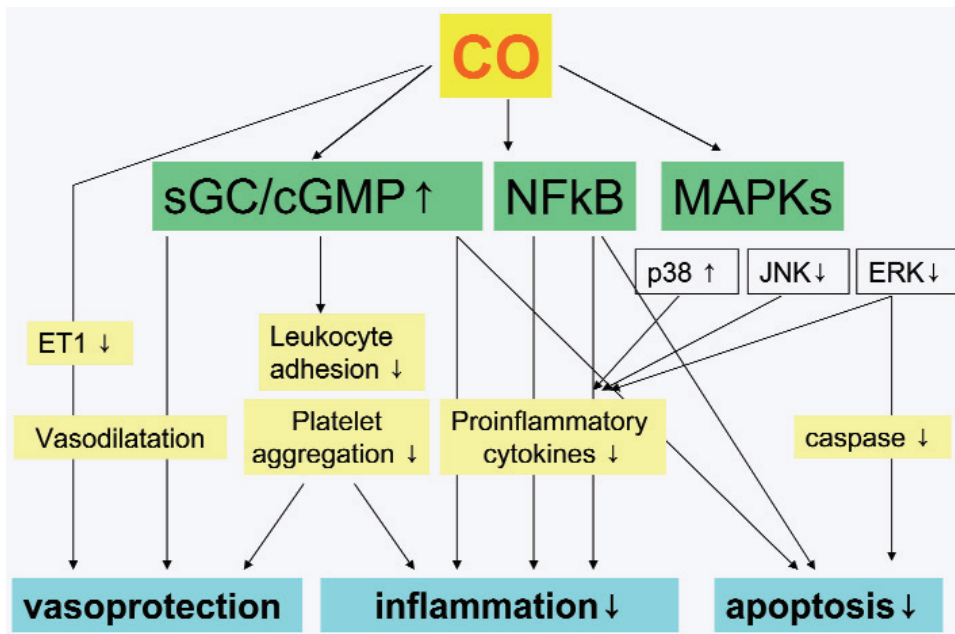 CO
sGC/cGMP ↑
NFkB
MAPKs
p38 ↑
JNK↓
ERK↓
ET1 ↓
Leukocyte
adhesion ↓
Vasodilatation
Platelet
aggregation ↓
Proinflammatory
cytokines ↓
caspase ↓
vasoprotection
inflammation↓
apoptosis↓